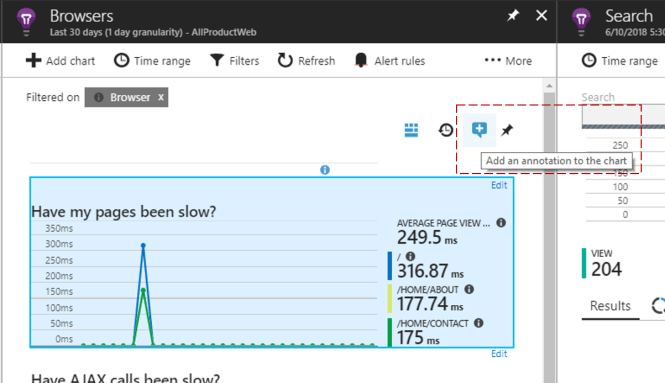 Browsers
Last 30 days (1 day granularity) - AllProductWeb
Add chart
Time range
Filters
Refresh
Alert rules
More
Filtered on
Browser x
Add an annotation to the chart
Edit
Have my pages been slow?
350ms
300ms
250ms
200ms
150ms
100ms
50ms
0ms
AVERAGE PAGE VIEW ...
249.5 ms
/
316.87 ms
/HOME/ABOUT
177.74 ms
/HOME/CONTACT
175 ms
Edit
Have AJAX calls been slow?
Search
6/10/2018 5:30
Time range
Search
250
150
100
50
0
VIEW
204
Results